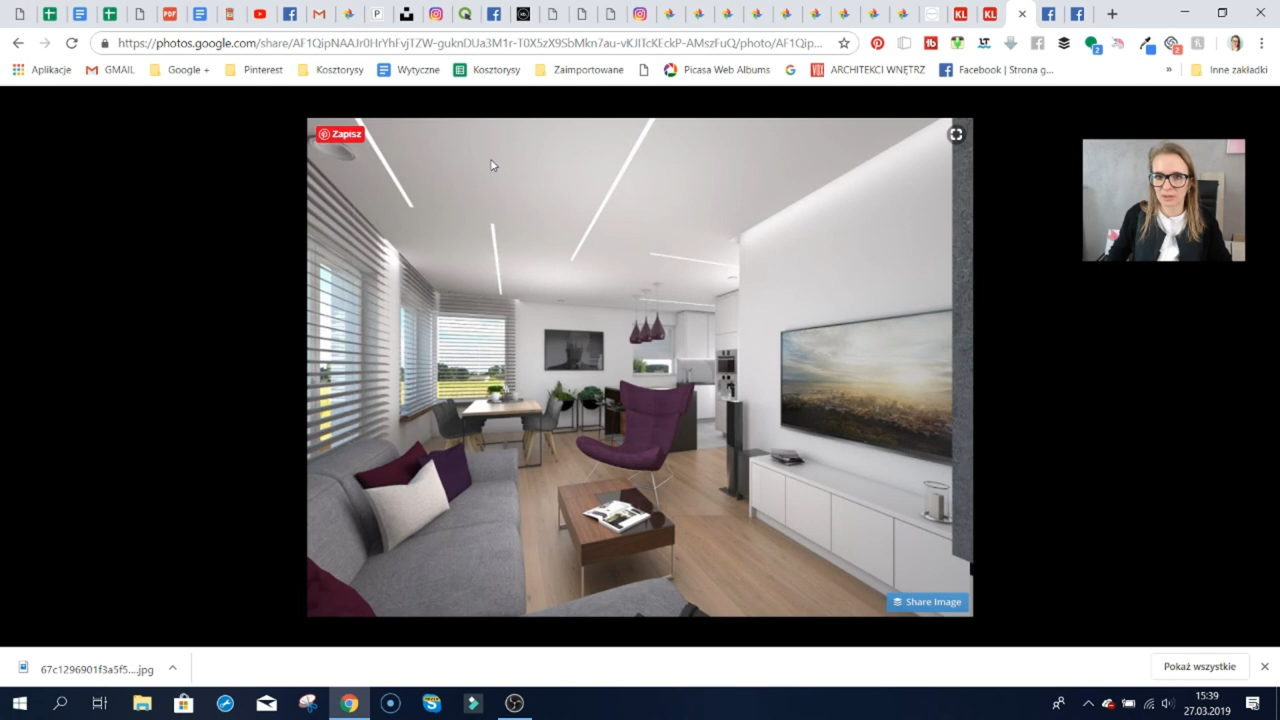 https://photos.google.com/share/AF1QipNAAJr0HrYhFvjTZW-guknDUa3M1r-T0X5zX9SbMkn7au-vKJITcKEckP-AMszFuQ/photo/AF1Qip...
Aplikacje GMAIL Google + Pinterest Kosztorysy Wytyczne Kosztorysy Zaimportowane Picasa Web Albums ARCHITEKCI WNĘTRZ Facebook | Strona g... » Inne zakładki
Zapisz
Share Image
67c1296901f3a5f5....jpg
Pokaż wszystkie
15:39
27.03.2019